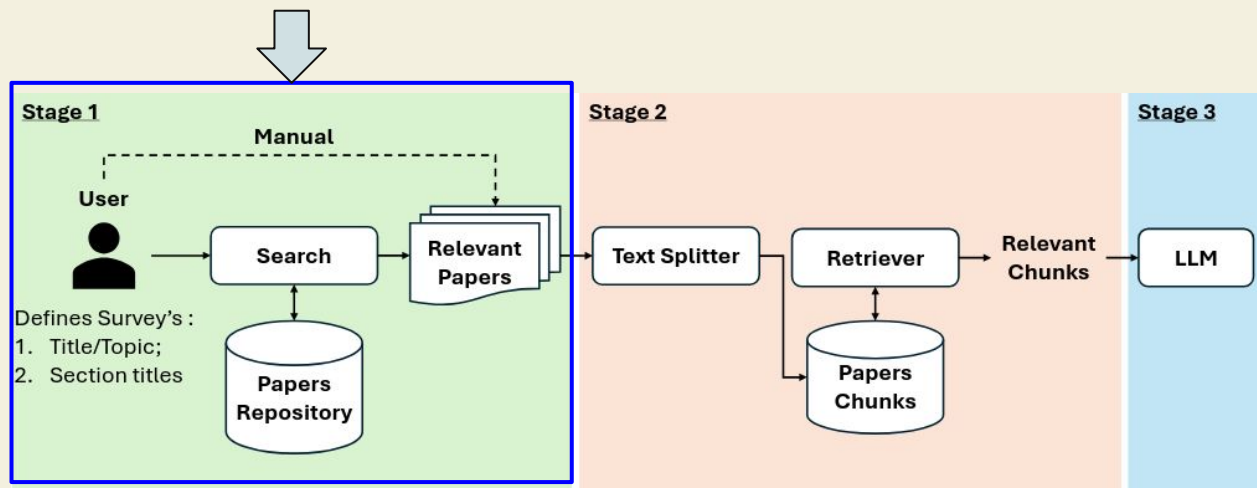 Stage 1
Manual
User
Search
Relevant
Papers
Defines Survey's :
1. Title/Topic;
2. Section titles
Papers
Repository
Stage 2
Text Splitter
Retriever
Relevant
Chunks
Papers
Chunks
Stage 3
LLM